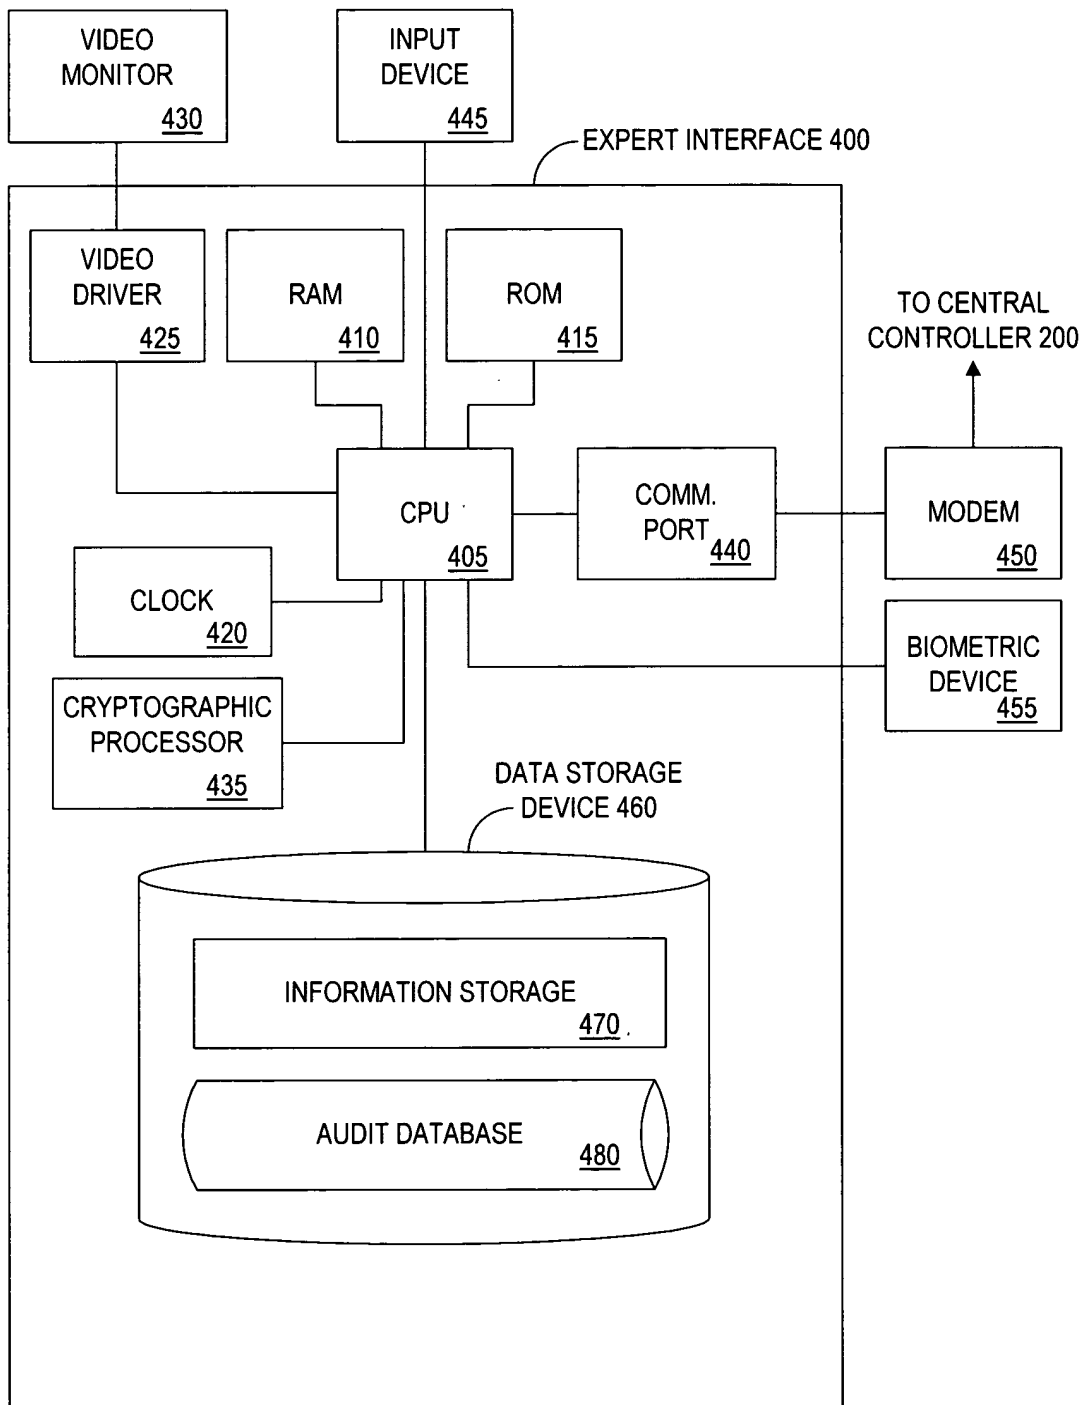 VIDEO
MONITOR
430
INPUT
DEVICE
445
EXPERT INTERFACE 400
VIDEO
DRIVER
425
RAM
410
ROM
415
TO CENTRAL
CONTROLLER 200
CPU
405
COMM.
PORT
440
MODEM
450
CLOCK
420
BIOMETRIC
DEVICE
455
CRYPTOGRAPHIC
PROCESSOR
435
DATA STORAGE
DEVICE 460
INFORMATION STORAGE
470
AUDIT DATABASE
480